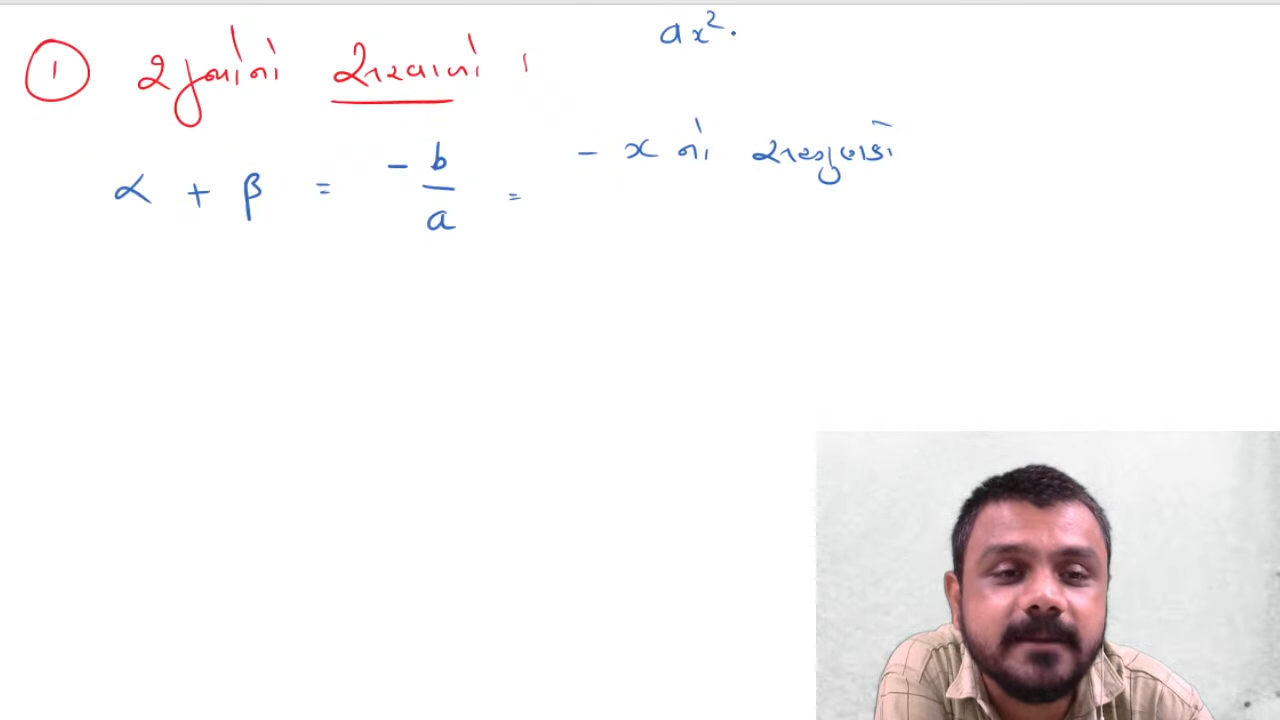 ax².
① શૂન્યોનો સરવાળો :
α + β = -b/a = - x નો સહગુણક